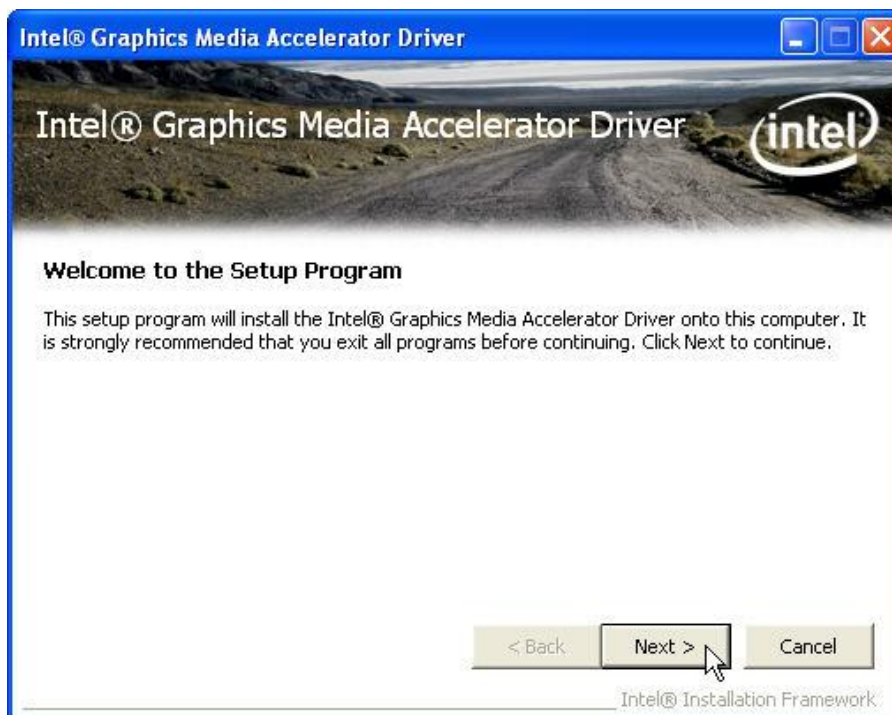 Intel® Graphics Media Accelerator Driver
Intel® Graphics Media Accelerator Driver
intel
Welcome to the Setup Program
This setup program will install the Intel® Graphics Media Accelerator Driver onto this computer. It
is strongly recommended that you exit all programs before continuing. Click Next to continue.
< Back
Next >
Cancel
Intel® Installation Framework